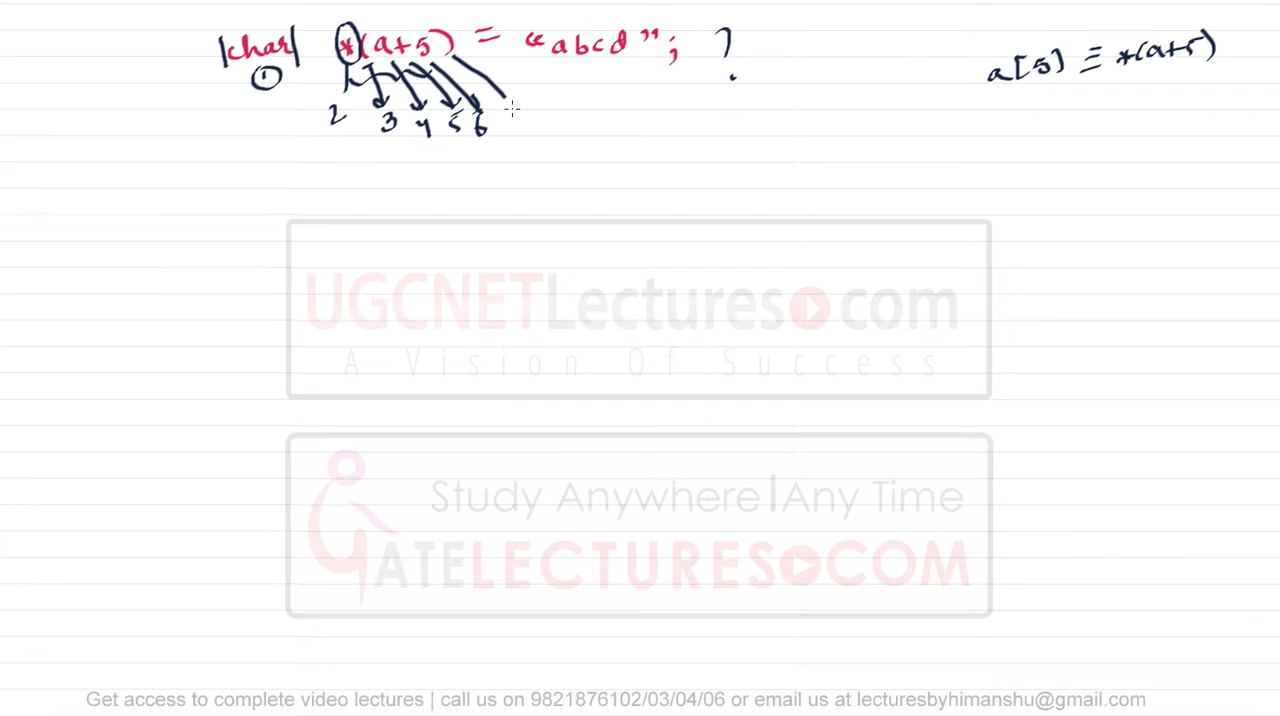 |char| *(a+5) = "abcd"; ?
a[5] ≡ *(a+5)
①
2 3 4 5 6
UGCNETLectures.com
A Vision Of Success
Study Anywhere|Any Time
GATELECTURES.COM
Get access to complete video lectures | call us on 9821876102/03/04/06 or email us at lecturesbyhimanshu@gmail.com